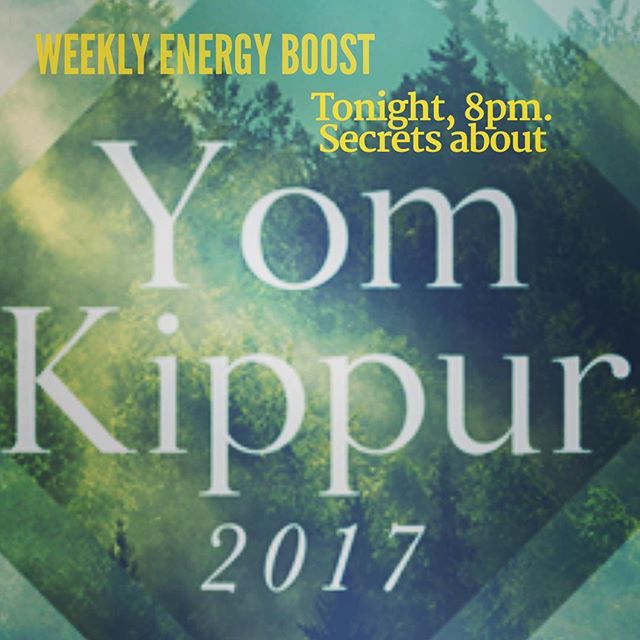 WEEKLY ENERGY BOOST
Tonight, 8pm.
Secrets about
Yom
Kippur
2017